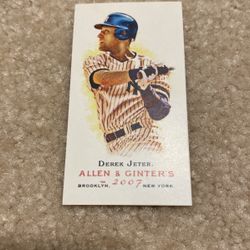 DEREK JETER.
ALLEN & GINTER'S
BROOKLYN, 2007 NEW YORK